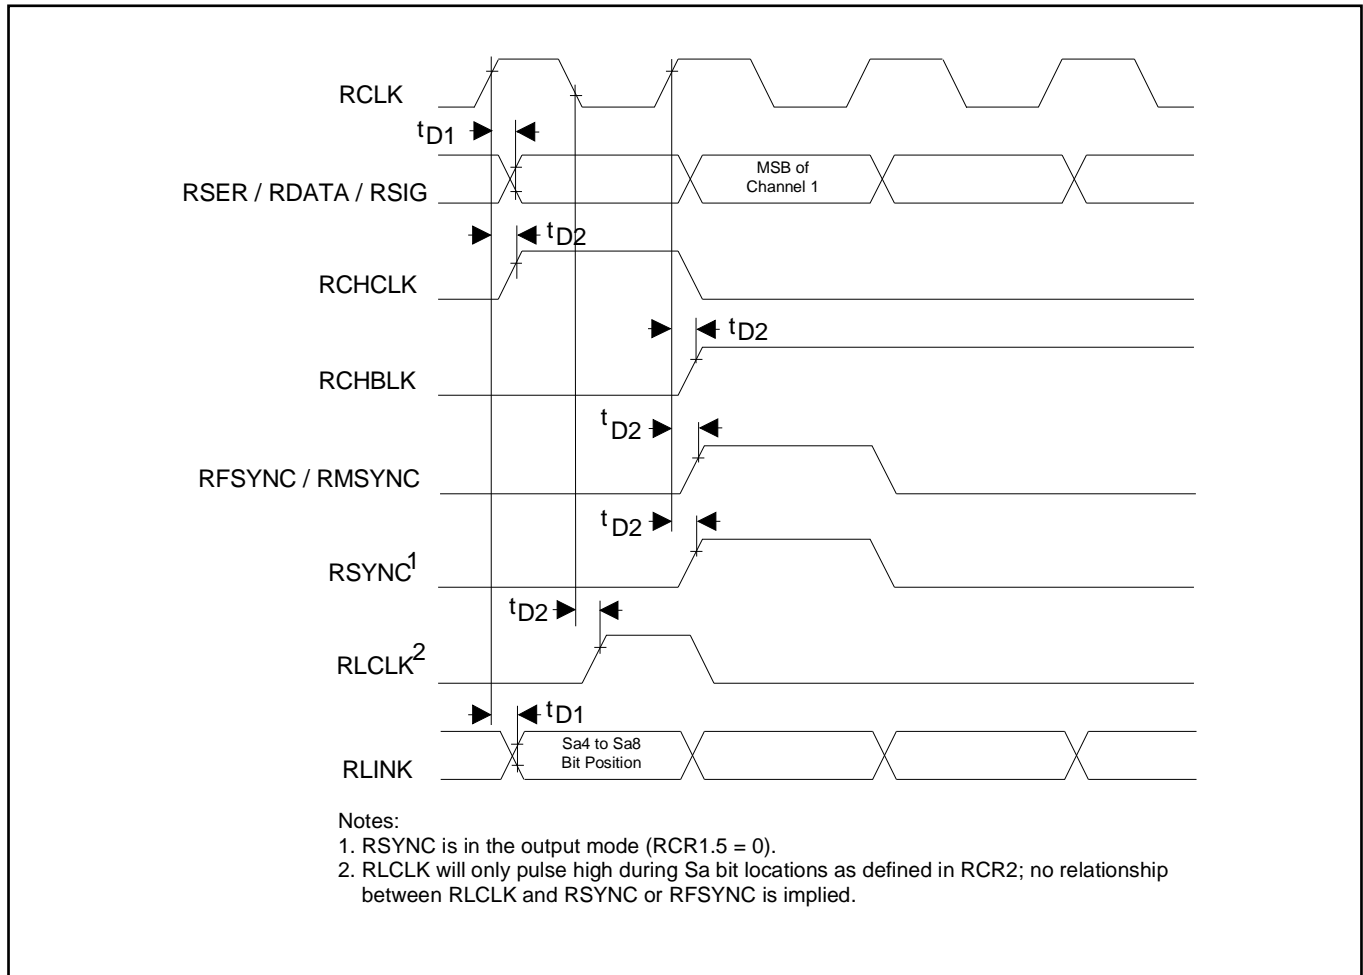 RCLK
tD1
RSER / RDATA / RSIG
MSB of
Channel 1
tD2
RCHCLK
tD2
RCHBLK
tD2
RFSYNC / RMSYNC
tD2
RSYNC1
tD2
RLCLK2
tD1
RLINK
Sa4 to Sa8
Bit Position
Notes:
1. RSYNC is in the output mode (RCR1.5 = 0).
2. RLCLK will only pulse high during Sa bit locations as defined in RCR2; no relationship
between RLCLK and RSYNC or RFSYNC is implied.